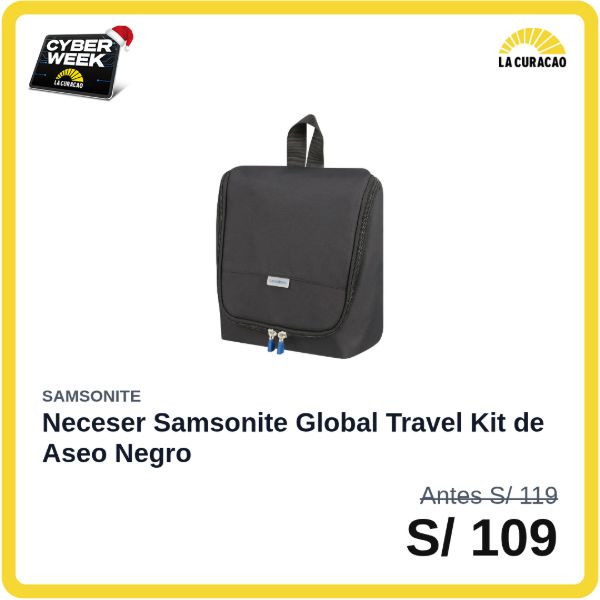 CYBER
WEEK
LA CURACAO
LA CURACAO
SAMSONITE
Neceser Samsonite Global Travel Kit de
Aseo Negro
Antes S/ 119
S/ 109